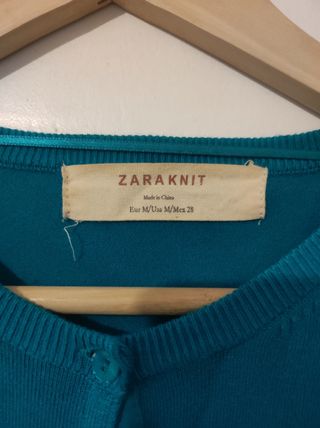 ZARAKNIT
Made in China
Eur M/Usa M/Mex 28